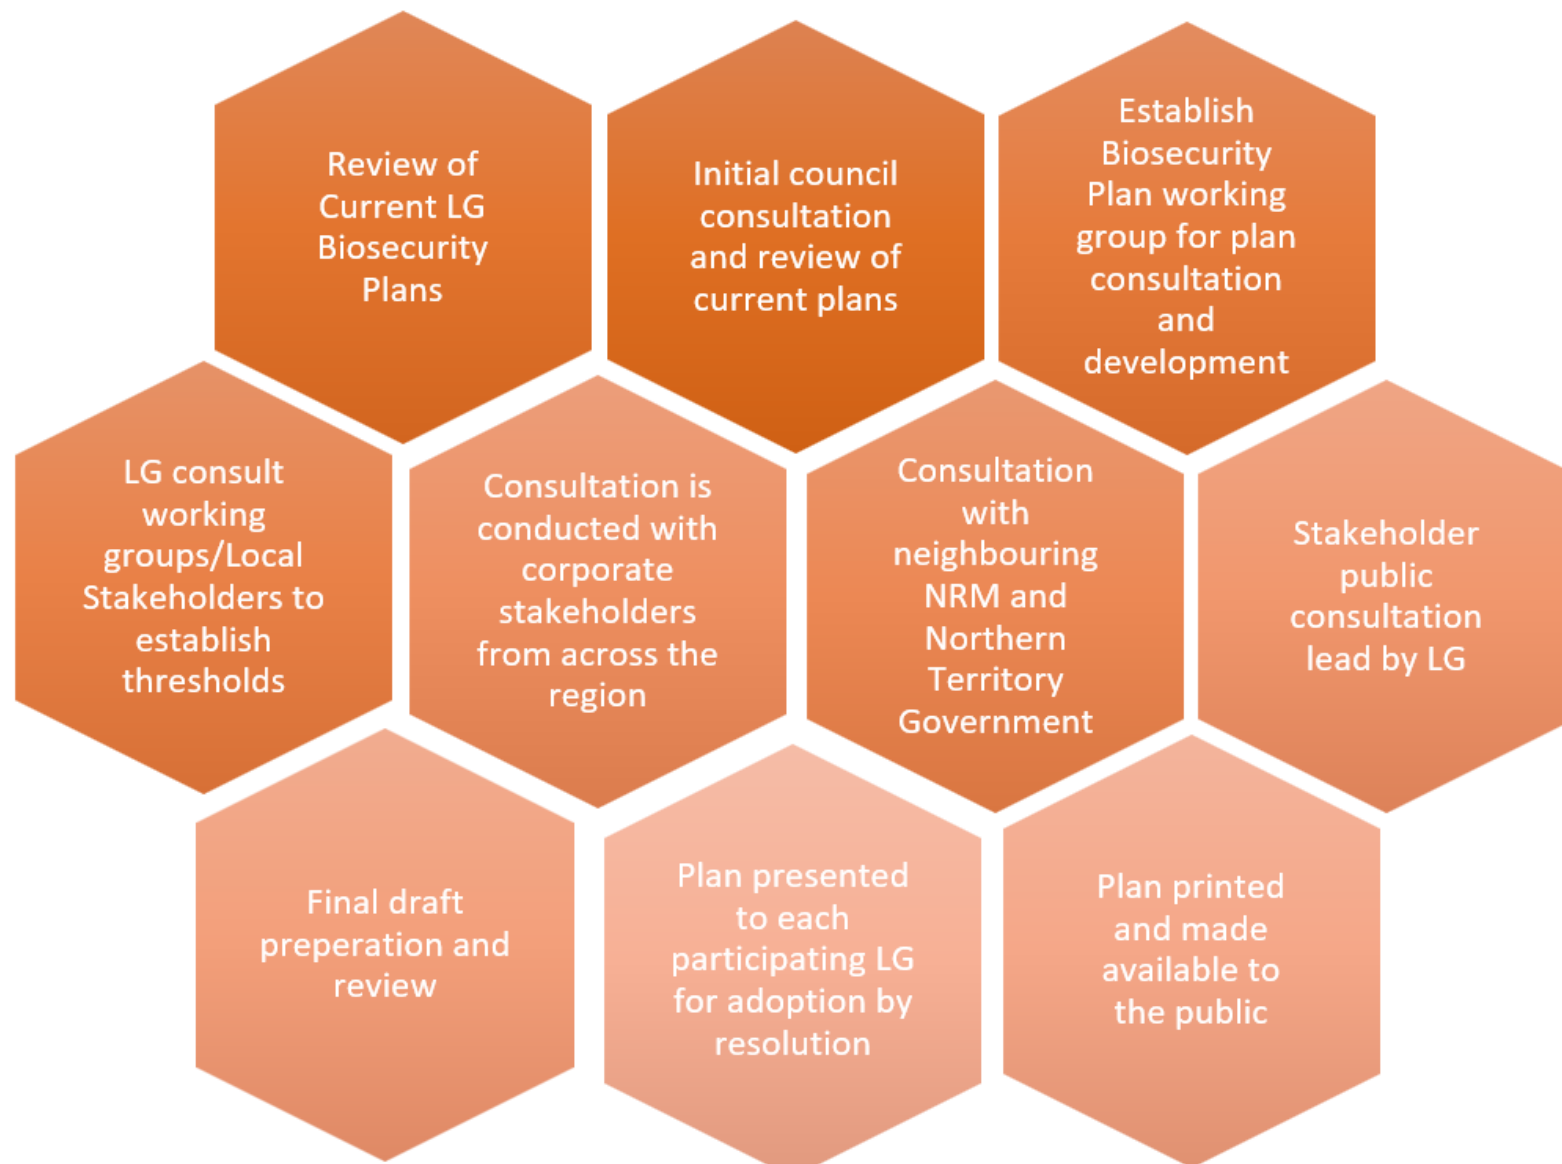 Review of
Current LG
Biosecurity
Plans
Initial council
consultation
and review of
current plans
Establish
Biosecurity
Plan working
group for plan
consultation
and
development
LG consult
working
groups/Local
Stakeholders to
establish
thresholds
Consultation is
conducted with
corporate
stakeholders
from across the
region
Consultation
with
neighbouring
NRM and
Northern
Territory
Government
Stakeholder
public
consultation
lead by LG
Final draft
preperation and
review
Plan presented
to each
participating LG
for adoption by
resolution
Plan printed
and made
available to
the public